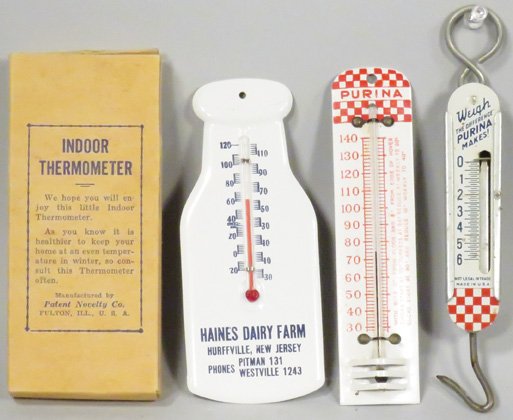 INDOOR
THERMOMETER
We hope you will en-
joy this little Indoor
Thermometer.
As you know it is
healthier to keep your
home at an even temper-
ature in winter, so con-
sult this Thermometer
often.
Manufactured by
Patent Novelty Co.
FULTON, ILL., U. S. A.
120
110
100
90
80
70
60
50
40
30
20
10
0
10
20
30
HAINES DAIRY FARM
HURFFVILLE, NEW JERSEY
PHONES PITMAN 131
WESTVILLE 1243
PURINA
140
130
120
110
100
90
80
70
60
50
40
30
Weigh
THE DIFFERENCE
PURINA
MAKES!
0
1
2
3
4
5
6
NOT LEGAL IN TRADE
MADE IN U.S.A.